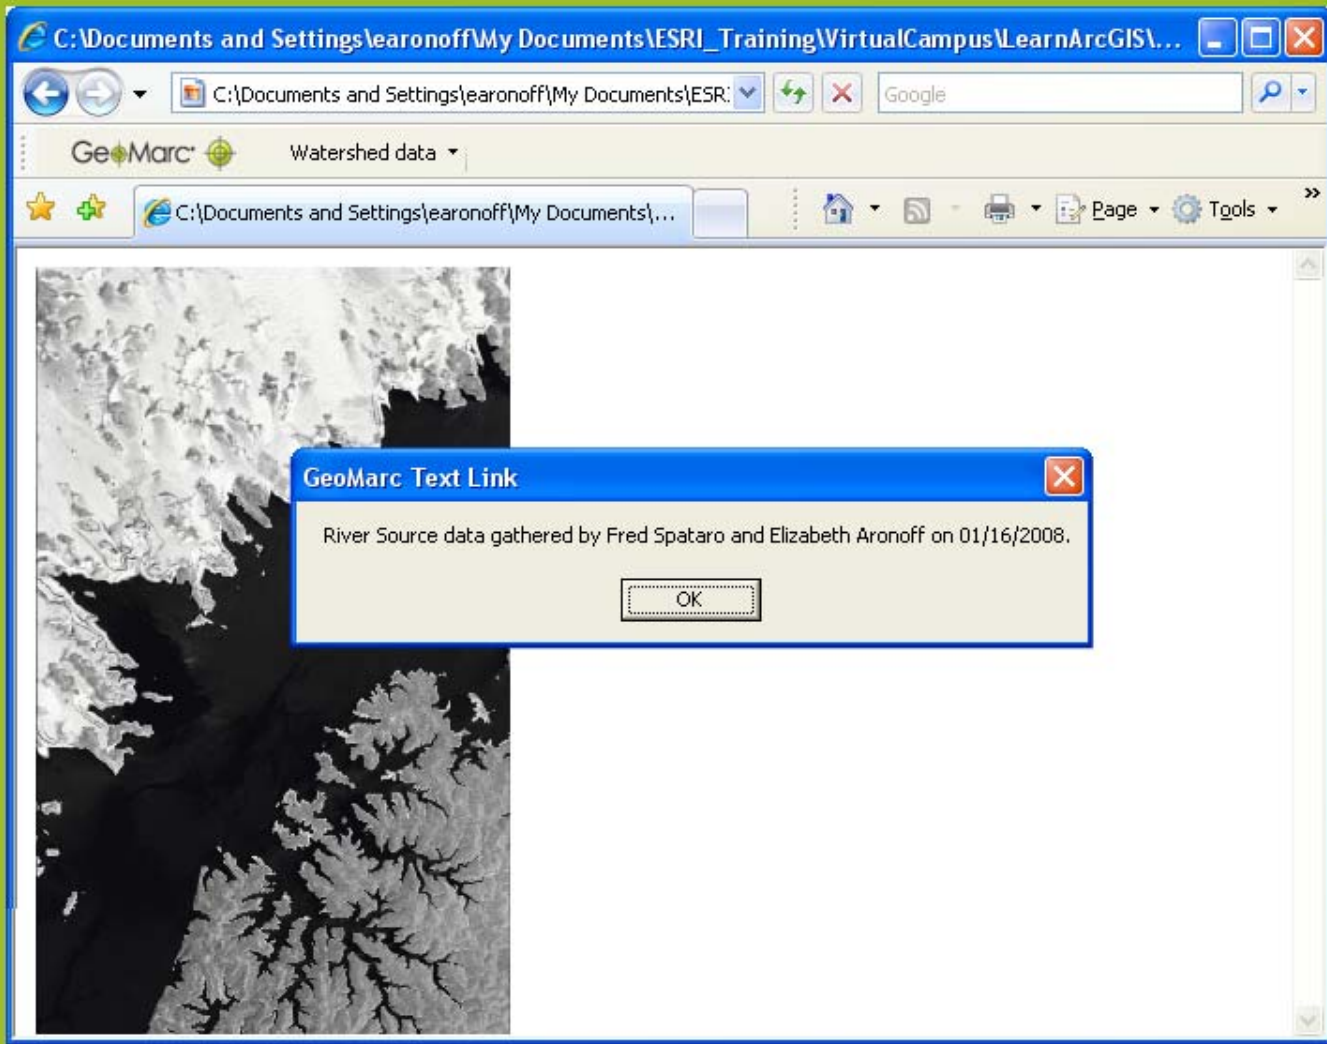 C:\Documents and Settings\earonoff\My Documents\ESRI_Training\VirtualCampus\LearnArcGIS\...
C:\Documents and Settings\earonoff\My Documents\ESR:
Google
GeoMarc
Watershed data
C:\Documents and Settings\earonoff\My Documents\...
Page
Tools
GeoMarc Text Link
River Source data gathered by Fred Spataro and Elizabeth Aronoff on 01/16/2008.
OK